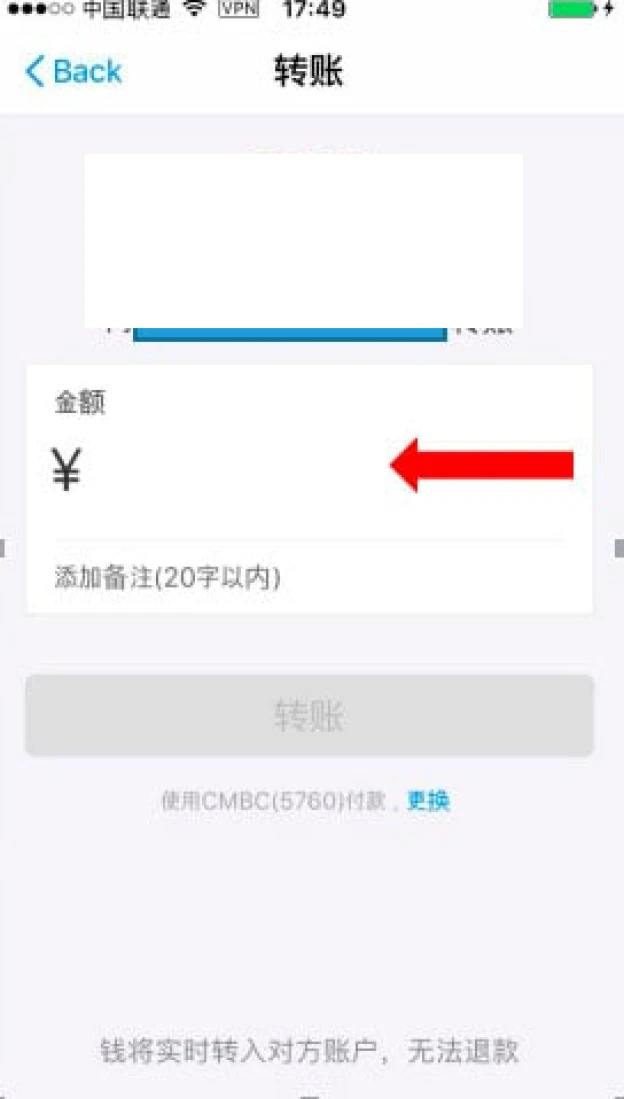 中国联通 VPN 17:49
Back 转账
金额
¥
添加备注(20字以内)
转账
使用CMBC(5760)付款，更换
钱将实时转入对方账户，无法退款